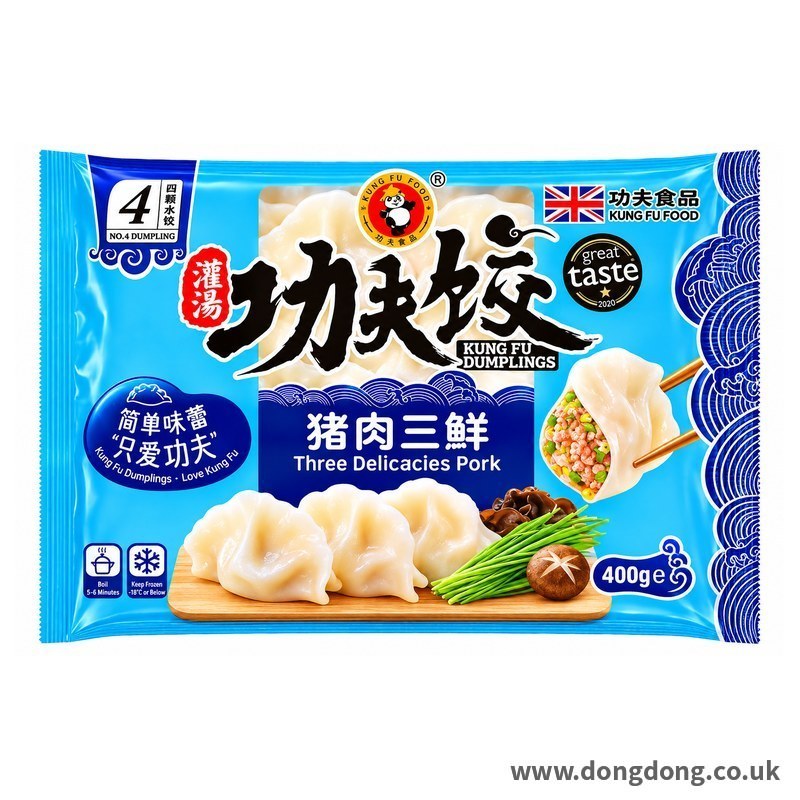 4
四颗水饺
NO.4 DUMPLING
KUNG FU FOOD
功夫食品
®
功夫食品
KUNG FU FOOD
great
taste
2020
灌湯
功夫饺
KUNG FU
DUMPLINGS
简单味蕾
“只爱功夫”
Kung Fu Dumplings - Love Kung Fu
猪肉三鮮
Three Delicacies Pork
Boil
5-6 Minutes
Keep Frozen
-18°C or Below
400g e
www.dongdong.co.uk